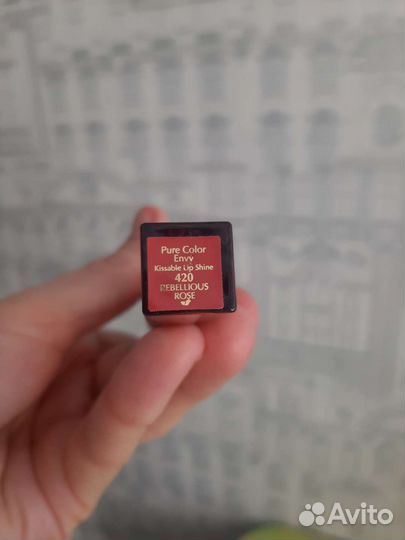 Pure Color
Envy
Kissable Lip Shine
420
REBELLIOUS
ROSE
Avito